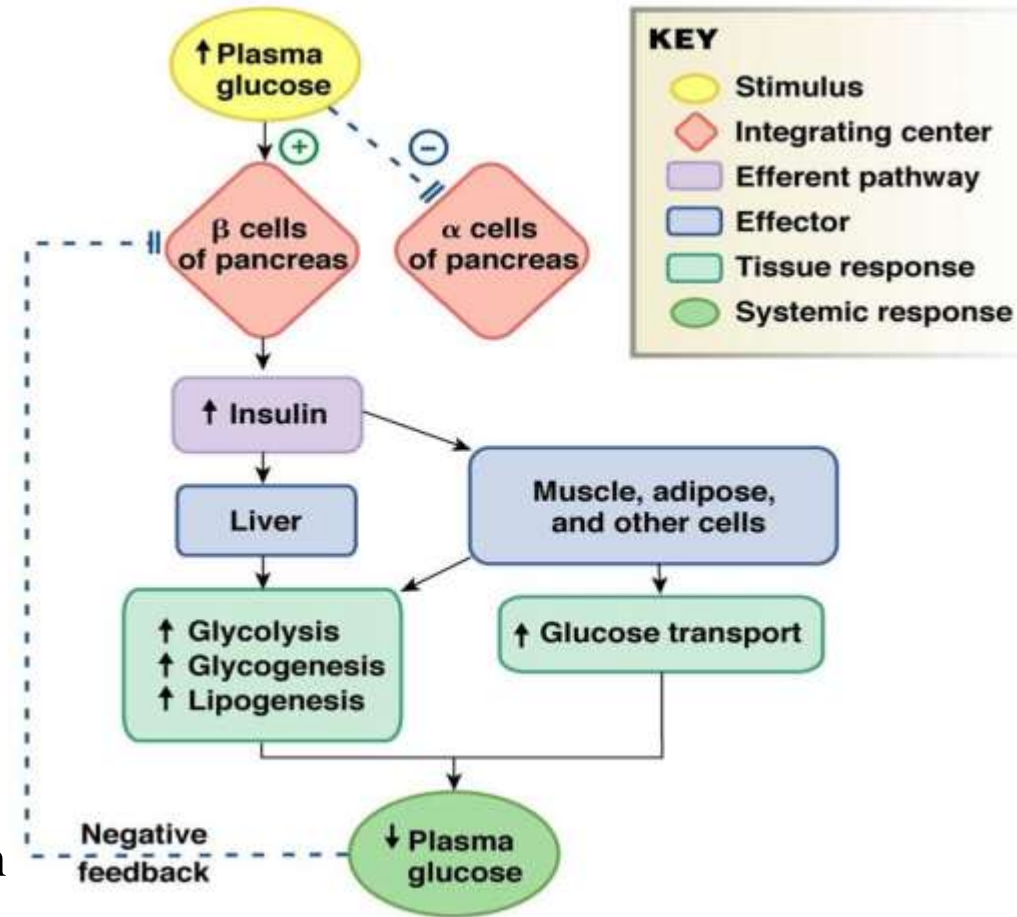 ↑ Plasma
glucose
+
−
β cells
of pancreas
α cells
of pancreas
↑ Insulin
Liver
Muscle, adipose,
and other cells
↑ Glycolysis
↑ Glycogenesis
↑ Lipogenesis
↑ Glucose transport
↓ Plasma
glucose
Negative
feedback
n
KEY
Stimulus
Integrating center
Efferent pathway
Effector
Tissue response
Systemic response